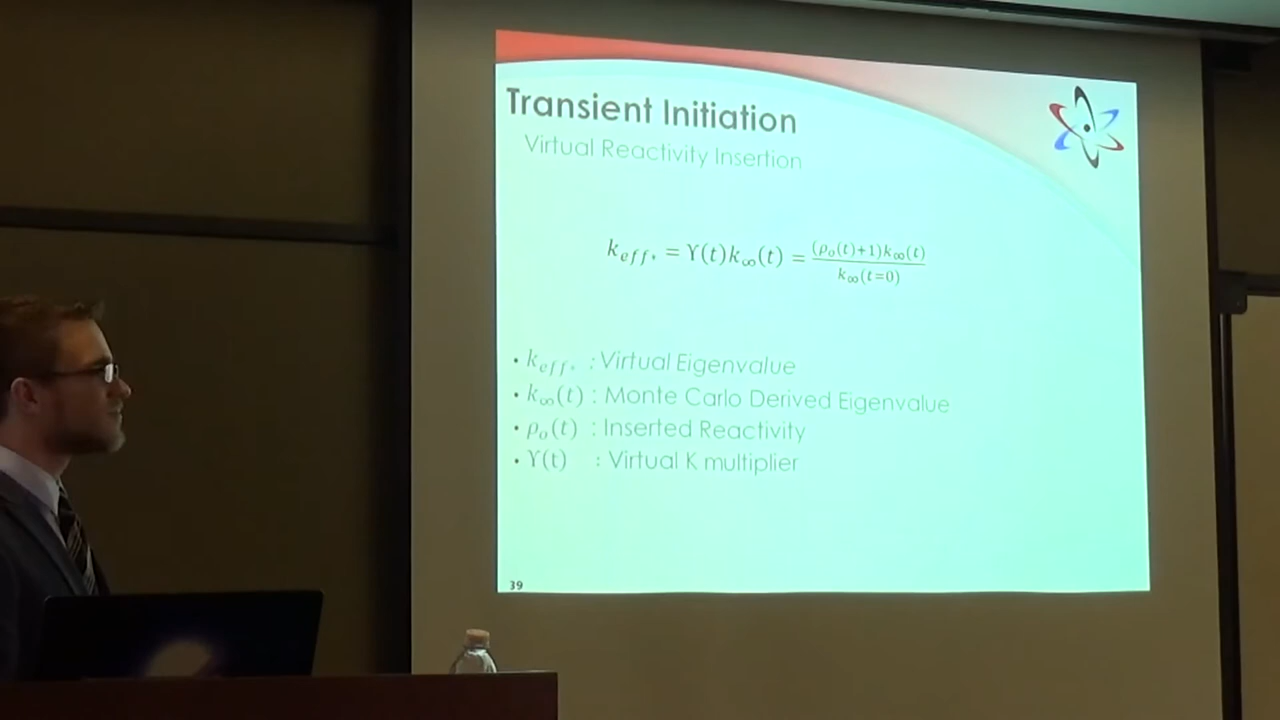 Transient Initiation
Virtual Reactivity Insertion
k_eff* = ϒ(t)k_∞(t) = (ρ_o(t)+1)k_∞(t) / k_∞(t=0)
• k_eff* : Virtual Eigenvalue
• k_∞(t) : Monte Carlo Derived Eigenvalue
• ρ_o(t) : Inserted Reactivity
• ϒ(t) : Virtual K multiplier
39